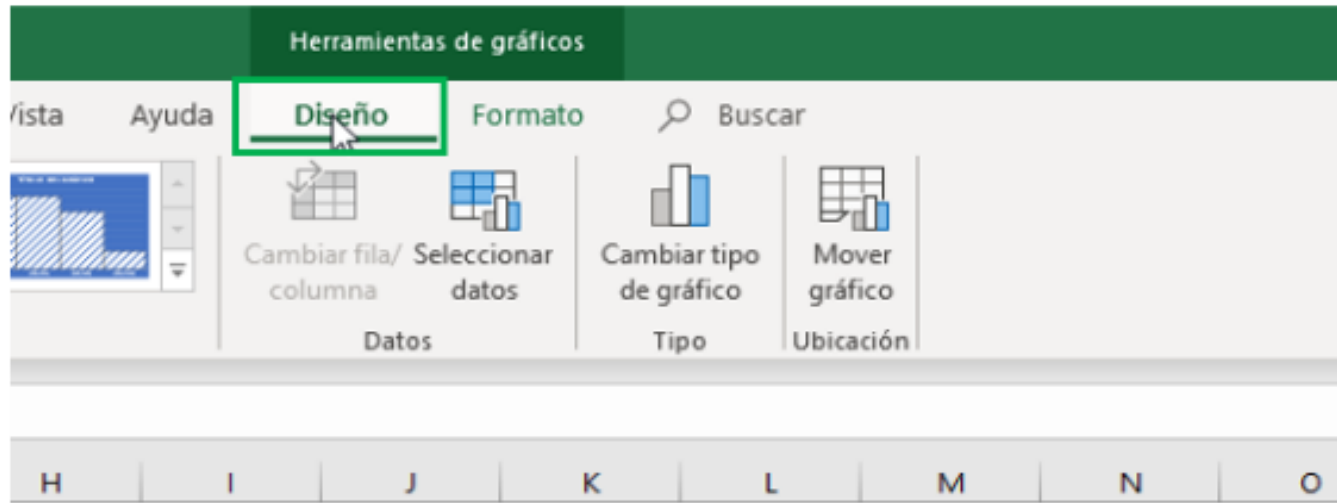 Herramientas de gráficos
Vista Ayuda Diseño Formato Buscar
Cambiar fila/ columna
Seleccionar datos
Cambiar tipo de gráfico
Mover gráfico
Datos Tipo Ubicación
H I J K L M N O